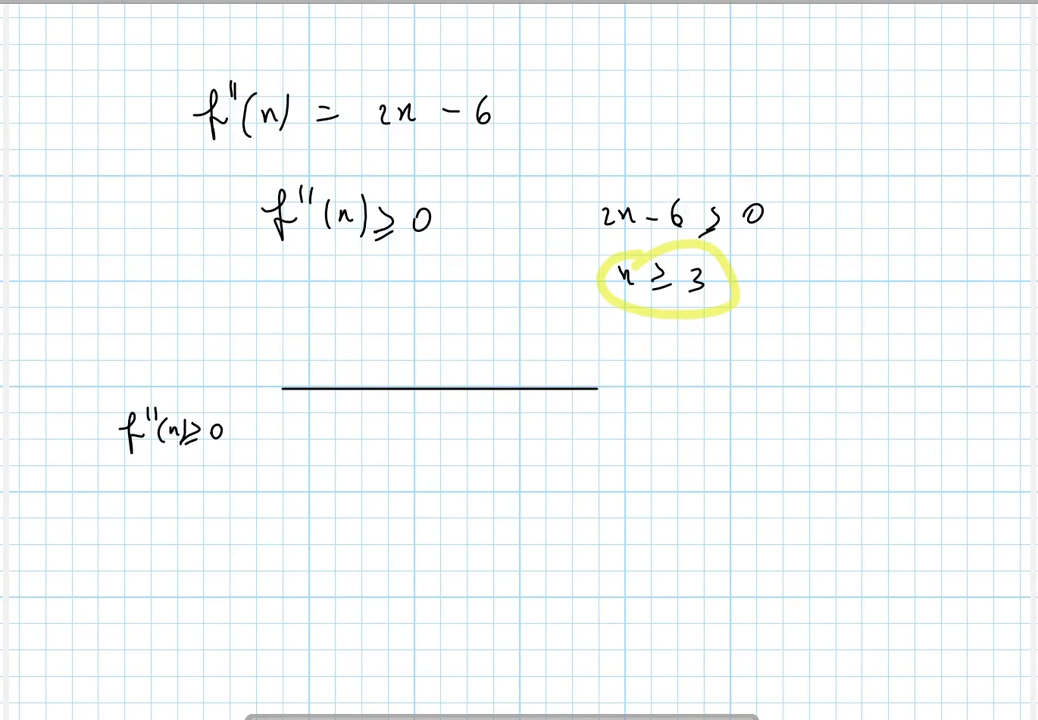 f''(x) = 2x - 6
f''(x) ≥ 0
2x - 6 ≥ 0
x ≥ 3
f''(x) ≥ 0